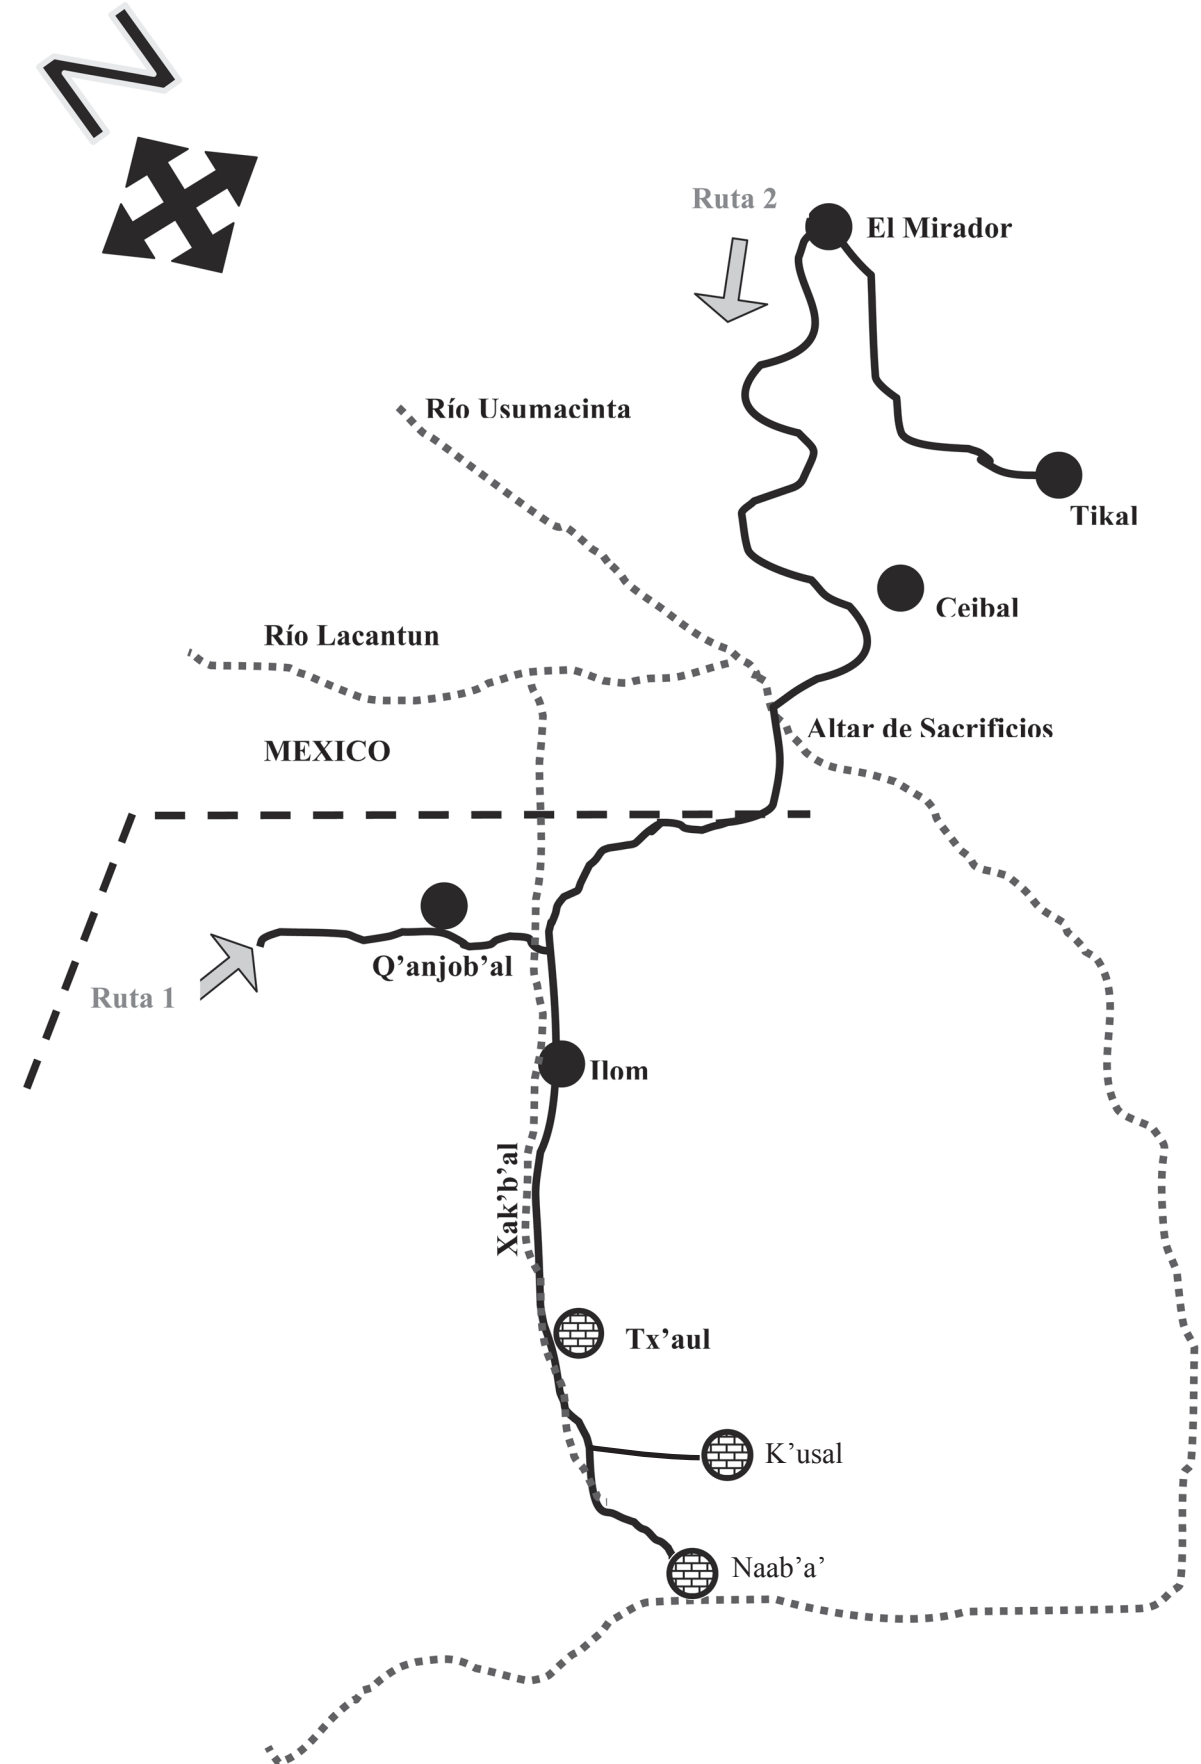 N
Ruta 2
El Mirador
Río Usumacinta
Tikal
Ceibal
Río Lacantun
Altar de Sacrificios
MEXICO
Q’anjob’al
Ruta 1
Ilom
Xak’b’al
Tx’aul
K’usal
Naab’a’